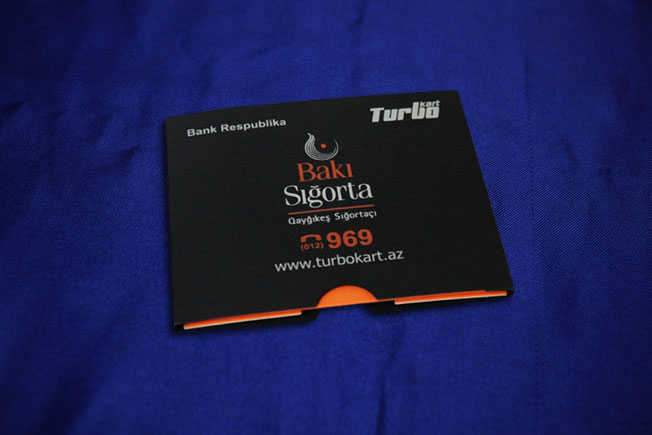 Bank Respublika
Turbo kart
Bakı
Sığorta
Qayğıkeş Sığortaçı
(012) 969
www.turbokart.az